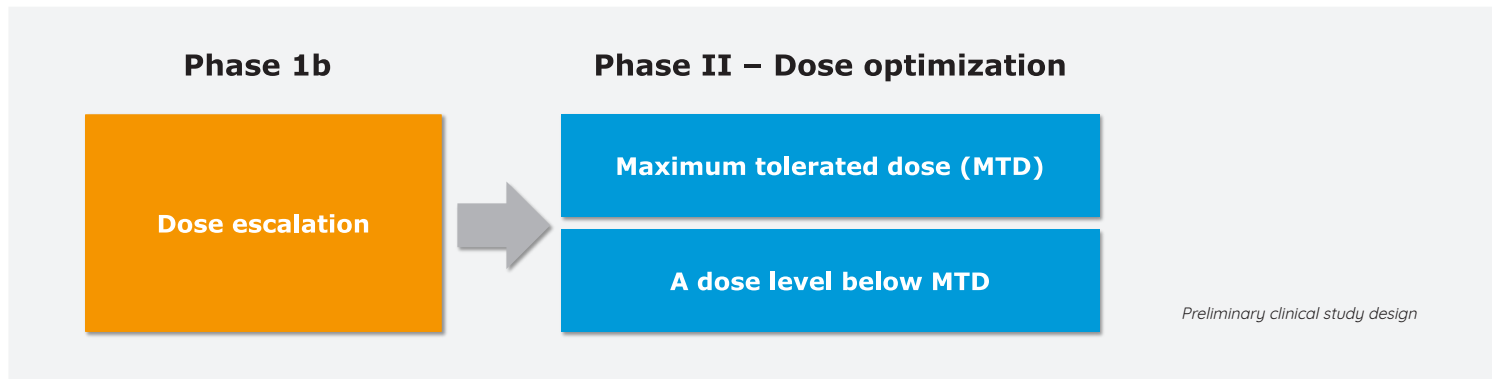 Phase 1b
Phase II – Dose optimization
Dose escalation
Maximum tolerated dose (MTD)
A dose level below MTD
Preliminary clinical study design